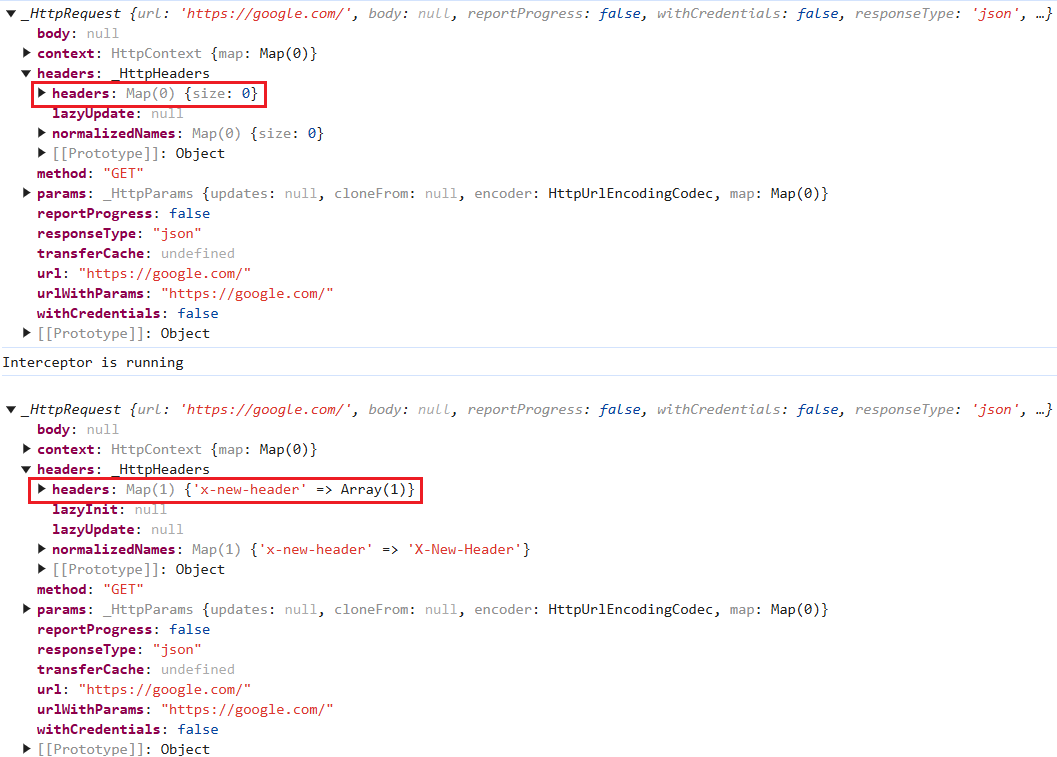 ▼ _HttpRequest {url: 'https://google.com/', body: null, reportProgress: false, withCredentials: false, responseType: 'json', …}
body: null
▶ context: HttpContext {map: Map(0)}
▼ headers: _HttpHeaders
▶ headers: Map(0) {size: 0}
lazyUpdate: null
▶ normalizedNames: Map(0) {size: 0}
▶ [[Prototype]]: Object
method: "GET"
▶ params: _HttpParams {updates: null, cloneFrom: null, encoder: HttpUrlEncodingCodec, map: Map(0)}
reportProgress: false
responseType: "json"
transferCache: undefined
url: "https://google.com/"
urlWithParams: "https://google.com/"
withCredentials: false
▶ [[Prototype]]: Object
Interceptor is running
▼ _HttpRequest {url: 'https://google.com/', body: null, reportProgress: false, withCredentials: false, responseType: 'json', …}
body: null
▶ context: HttpContext {map: Map(0)}
▼ headers: _HttpHeaders
▶ headers: Map(1) {'x-new-header' => Array(1)}
lazyInit: null
lazyUpdate: null
▶ normalizedNames: Map(1) {'x-new-header' => 'X-New-Header'}
▶ [[Prototype]]: Object
method: "GET"
▶ params: _HttpParams {updates: null, cloneFrom: null, encoder: HttpUrlEncodingCodec, map: Map(0)}
reportProgress: false
responseType: "json"
transferCache: undefined
url: "https://google.com/"
urlWithParams: "https://google.com/"
withCredentials: false
▶ [[Prototype]]: Object